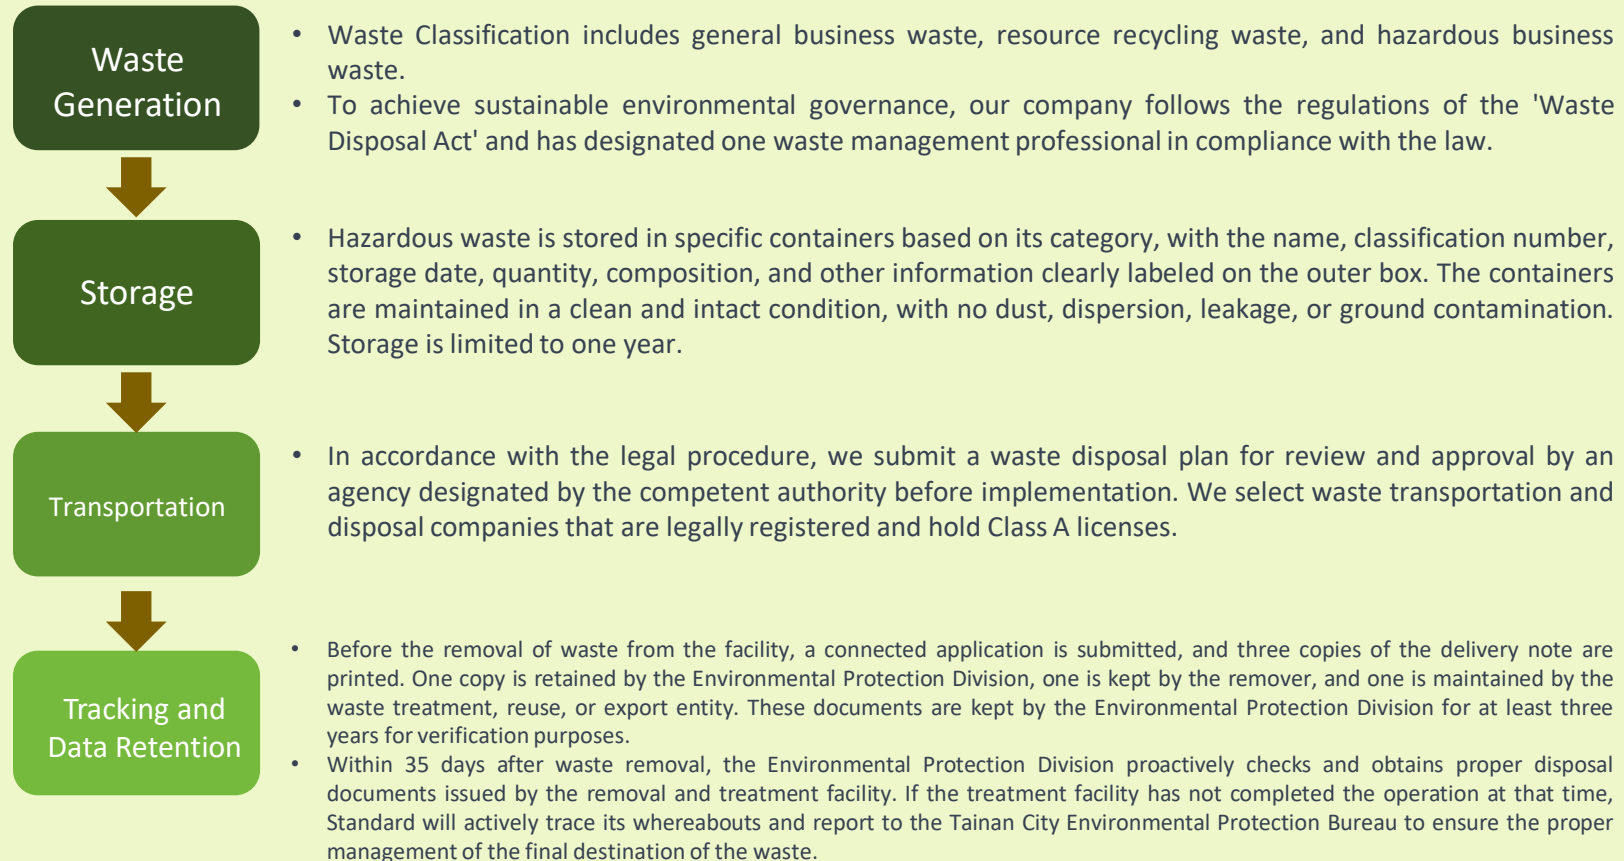 Waste
Generation
• Waste Classification includes general business waste, resource recycling waste, and hazardous business
waste.
• To achieve sustainable environmental governance, our company follows the regulations of the 'Waste
Disposal Act' and has designated one waste management professional in compliance with the law.
Storage
• Hazardous waste is stored in specific containers based on its category, with the name, classification number,
storage date, quantity, composition, and other information clearly labeled on the outer box. The containers
are maintained in a clean and intact condition, with no dust, dispersion, leakage, or ground contamination.
Storage is limited to one year.
Transportation
• In accordance with the legal procedure, we submit a waste disposal plan for review and approval by an
agency designated by the competent authority before implementation. We select waste transportation and
disposal companies that are legally registered and hold Class A licenses.
Tracking and
Data Retention
• Before the removal of waste from the facility, a connected application is submitted, and three copies of the delivery note are
printed. One copy is retained by the Environmental Protection Division, one is kept by the remover, and one is maintained by the
waste treatment, reuse, or export entity. These documents are kept by the Environmental Protection Division for at least three
years for verification purposes.
• Within 35 days after waste removal, the Environmental Protection Division proactively checks and obtains proper disposal
documents issued by the removal and treatment facility. If the treatment facility has not completed the operation at that time,
Standard will actively trace its whereabouts and report to the Tainan City Environmental Protection Bureau to ensure the proper
management of the final destination of the waste.